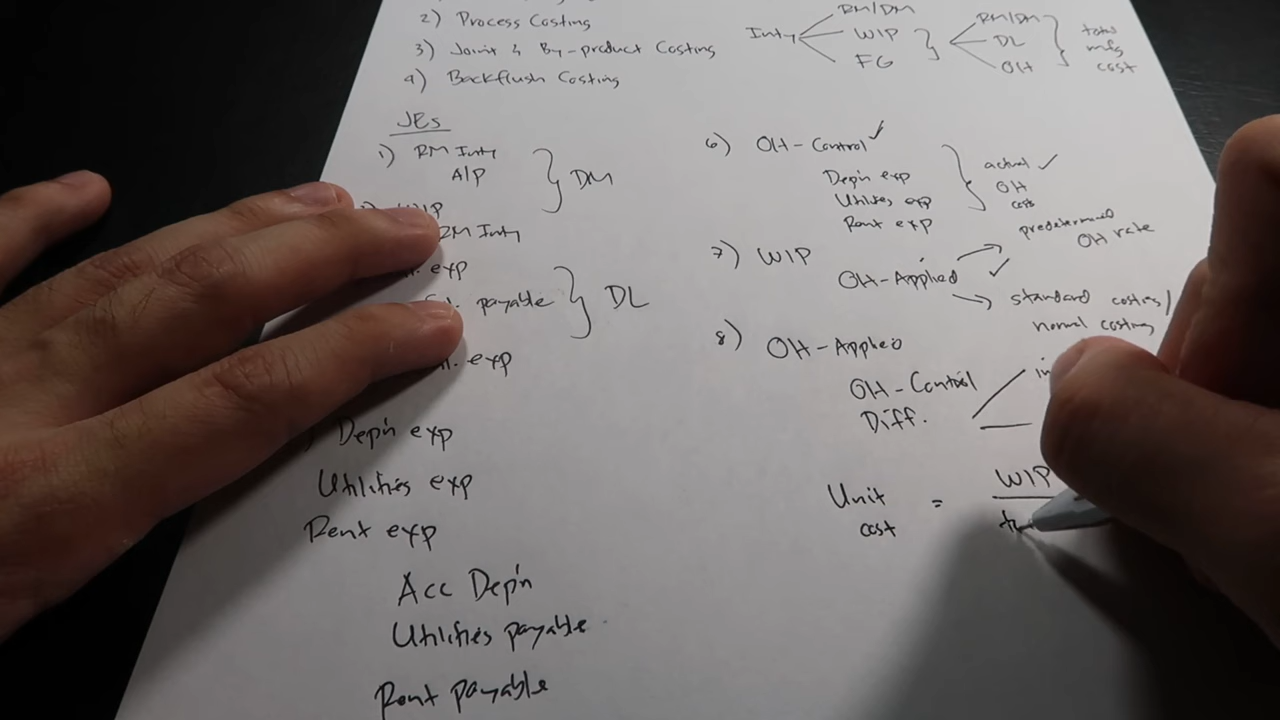 2) Process Costing
3) Joint & By-product Costing
4) Backflush Costing
Inty
RM/DM
WIP
FG
RM/DM
DL
OH
total
mfg
cost
JEs
1) RM Inty
A/P
DM
RM Inty
exp
payable
DL
exp
Dep'n exp
Utilities exp
Rent exp
Acc Dep'n
Utilities payable
Rent payable
6) OH-Control
Dep'n exp
Utilities exp
Rent exp
actual
OH
costs
7) WIP
OH-Applied
predetermined
OH rate
standard costing/
normal costing
8) OH-Applied
OH-Control
Diff.
Unit
cost
=
WIP